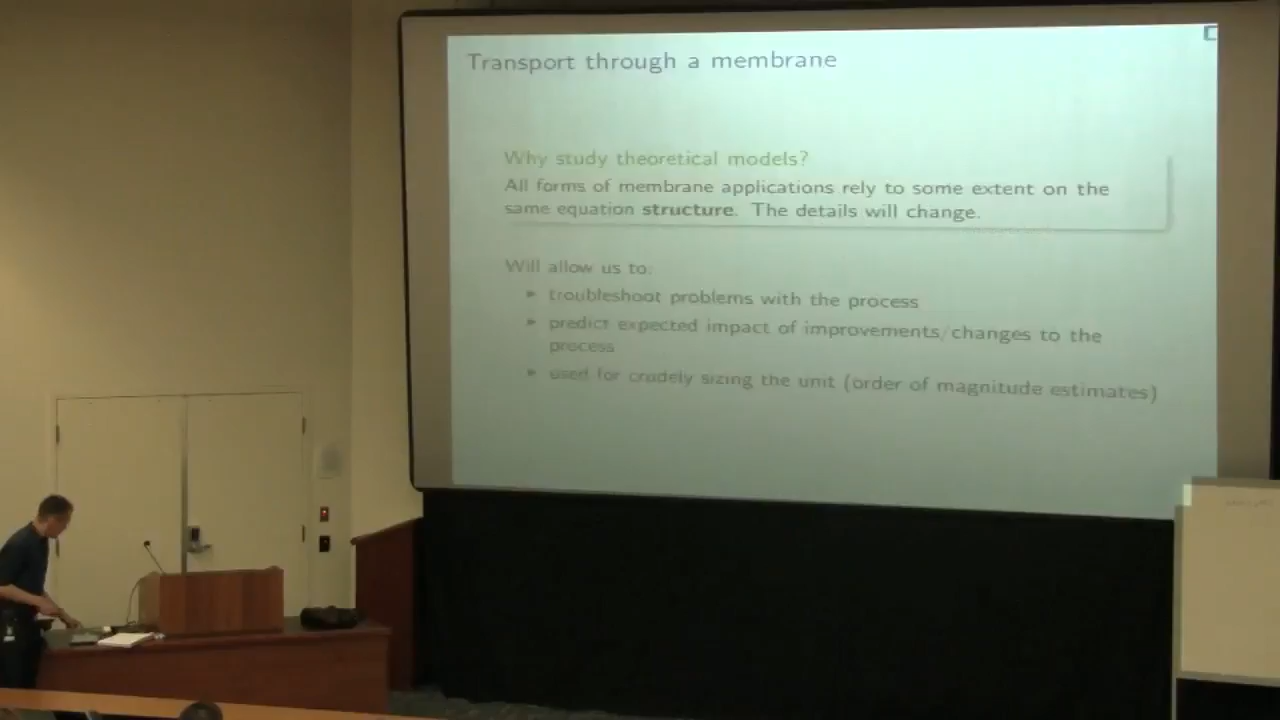 Transport through a membrane
Why study theoretical models?
All forms of membrane applications rely to some extent on the
same equation structure. The details will change.
Will allow us to:
▸ troubleshoot problems with the process
▸ predict expected impact of improvements/changes to the
process
▸ used for crudely sizing the unit (order of magnitude estimates)